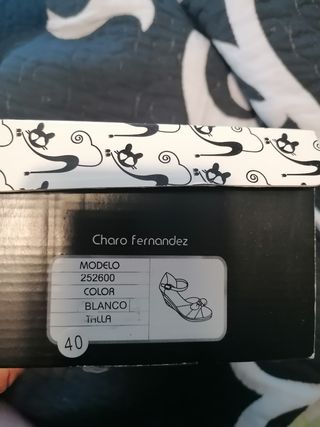 Charo fernandez
MODELO
252600
COLOR
BLANCO
TALLA
40